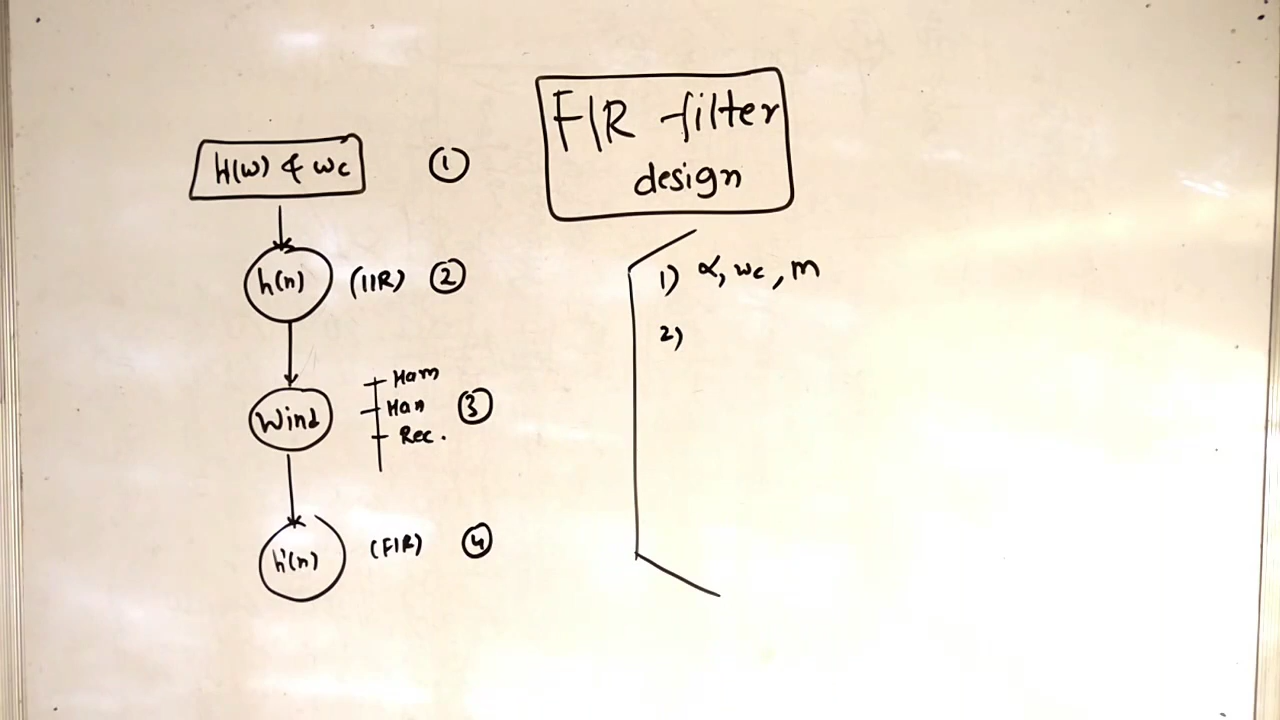 FIR filter
design
H(w) & wc ①
h(n) (IIR) ②
Wind
Ham
Han ③
Rec.
h'(n) (FIR) ④
1) α, wc, m
2)